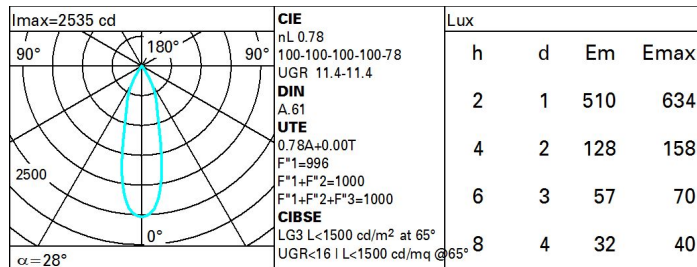 Imax=2535 cd
90° 180° 90°
2500
0°
α=28°
CIE
nL 0.78
100-100-100-100-78
UGR 11.4-11.4
DIN
A.61
UTE
0.78A+0.00T
F"1=996
F"1+F"2=1000
F"1+F"2+F"3=1000
CIBSE
LG3 L<1500 cd/m² at 65°
UGR<16 | L<1500 cd/mq @65°
Lux
h d Em Emax
2 1 510 634
4 2 128 158
6 3 57 70
8 4 32 40